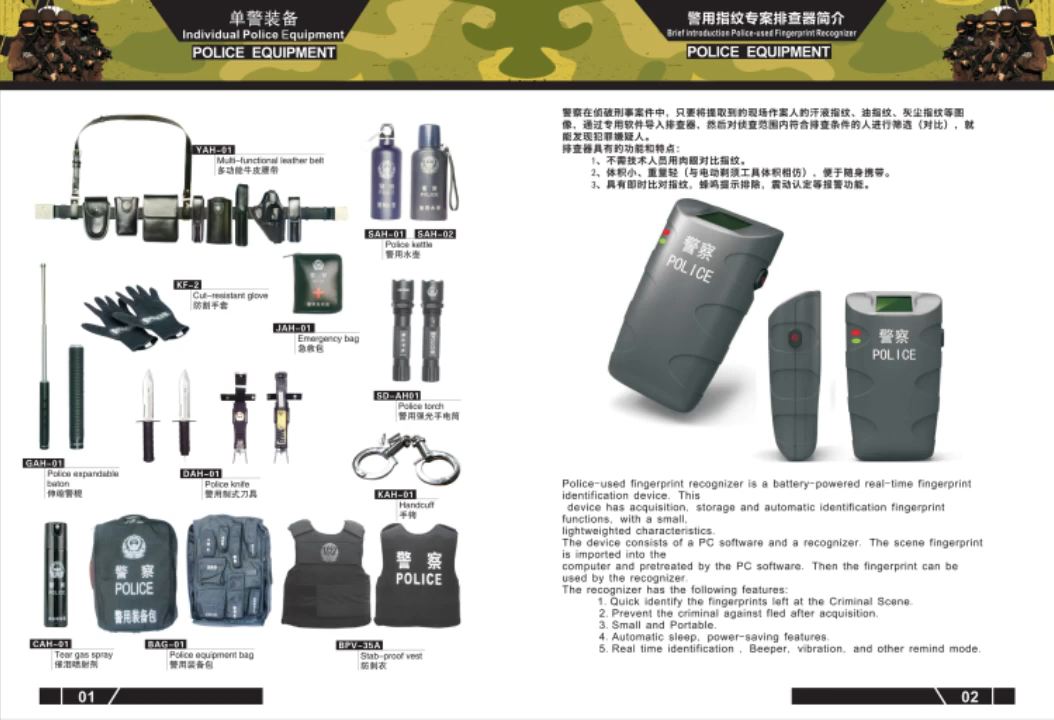 单警装备
Individual Police Equipment
POLICE EQUIPMENT
YAH-01
Multi-functional leather belt
多功能牛皮腰带
SAH-01 SAH-02
Police kettle
警用水壶
KF-2
Cut-resistant glove
防割手套
JAH-01
Emergency bag
急救包
SD-AH01
Police torch
警用强光手电筒
GAH-01
Police expandable
baton
伸缩警棍
DAH-01
Police knife
警用制式刀具
KAH-01
Handcuff
手铐
警察
POLICE
警用装备包
警察
POLICE
CAH-01
Tear gas spray
催泪喷射剂
BAG-01
Police equipment bag
警用装备包
BPV-35A
Stab-proof vest
防刺衣
01
警用指纹专案排查器简介
Brief introduction Police-used Fingerprint Recognizer
POLICE EQUIPMENT
警察在侦破刑事案件中，只要将提取到的现场作案人的汗液指纹、油指纹、灰尘指纹等图
像，通过专用软件导入排查器，然后对侦查范围内符合排查条件的人进行筛选（对比），就
能发现犯罪嫌疑人。
排查器具有的功能和特点：
1、不需技术人员用肉眼对比指纹。
2、体积小、重量轻（与电动剃须工具体积相仿），便于随身携带。
3、具有即时比对指纹，蜂鸣提示排除，震动认定等报警功能。
警察
POLICE
警察
POLICE
Police-used fingerprint recognizer is a battery-powered real-time fingerprint
identification device. This
device has acquisition, storage and automatic identification fingerprint
functions, with a small,
lightweighted characteristics.
The device consists of a PC software and a recognizer. The scene fingerprint
is imported into the
computer and pretreated by the PC software. Then the fingerprint can be
used by the recognizer.
The recognizer has the following features:
1. Quick identify the fingerprints left at the Criminal Scene.
2. Prevent the criminal against fled after acquisition.
3. Small and Portable.
4. Automatic sleep, power-saving features.
5. Real time identification , Beeper, vibration, and other remind mode.
02